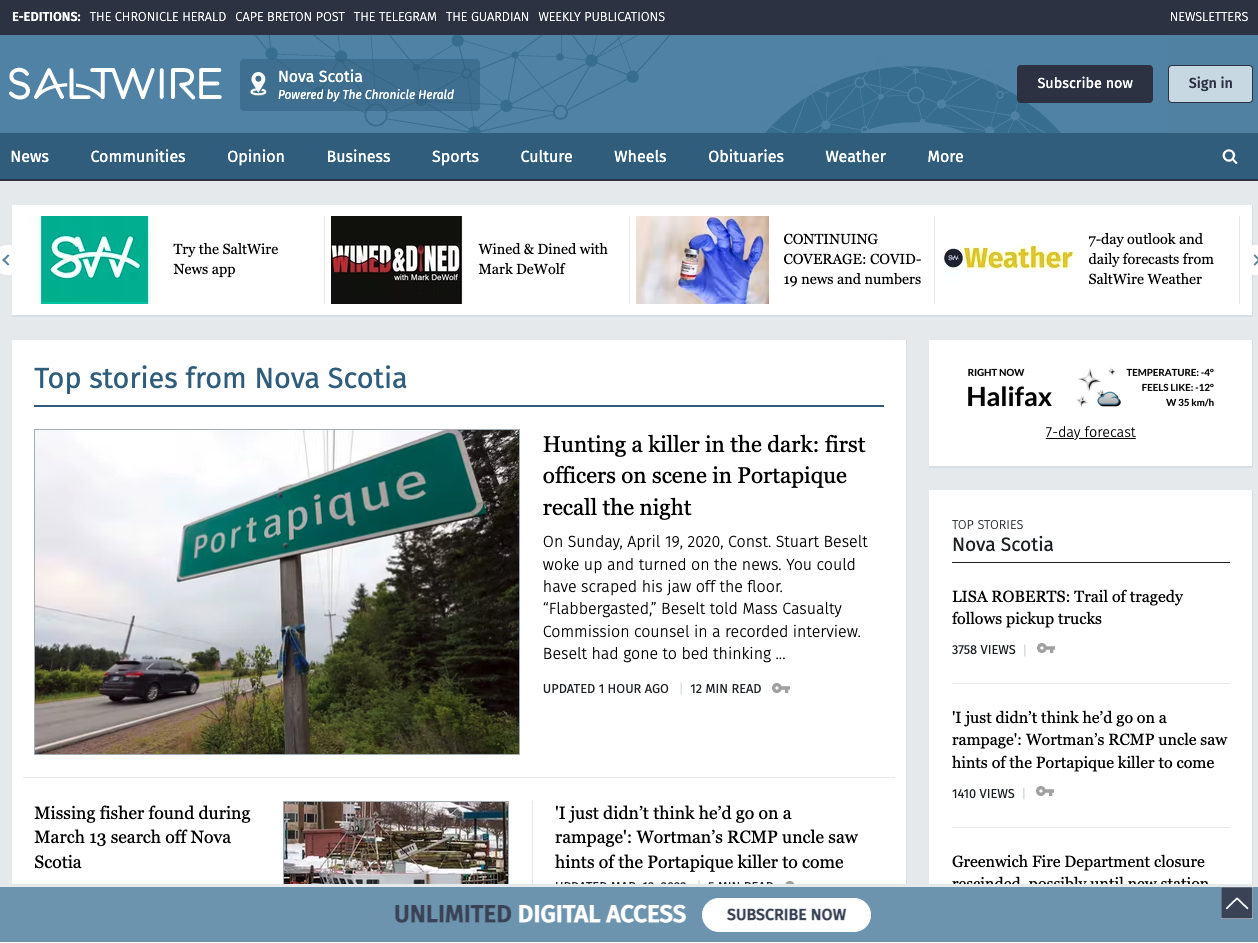 E-EDITIONS: THE CHRONICLE HERALD CAPE BRETON POST THE TELEGRAM THE GUARDIAN WEEKLY PUBLICATIONS NEWSLETTERS
SALTWIRE
Nova Scotia
Powered by The Chronicle Herald
Subscribe now
Sign in
News Communities Opinion Business Sports Culture Wheels Obituaries Weather More
SW
Try the SaltWire
News app
WINED & DINED
with Mark DeWolf
Wined & Dined with
Mark DeWolf
CONTINUING
COVERAGE: COVID-
19 news and numbers
SW Weather
7-day outlook and
daily forecasts from
SaltWire Weather
Top stories from Nova Scotia
Portapique
Hunting a killer in the dark: first
officers on scene in Portapique
recall the night
On Sunday, April 19, 2020, Const. Stuart Beselt
woke up and turned on the news. You could
have scraped his jaw off the floor.
“Flabbergasted,” Beselt told Mass Casualty
Commission counsel in a recorded interview.
Beselt had gone to bed thinking ...
UPDATED 1 HOUR AGO | 12 MIN READ
Missing fisher found during
March 13 search off Nova
Scotia
'I just didn’t think he’d go on a
rampage': Wortman’s RCMP uncle saw
hints of the Portapique killer to come
RIGHT NOW
Halifax
TEMPERATURE: -4°
FEELS LIKE: -12°
W 35 km/h
7-day forecast
TOP STORIES
Nova Scotia
LISA ROBERTS: Trail of tragedy
follows pickup trucks
3758 VIEWS |
'I just didn’t think he’d go on a
rampage': Wortman’s RCMP uncle saw
hints of the Portapique killer to come
1410 VIEWS |
Greenwich Fire Department closure
rescinded, possibly until new station
UNLIMITED DIGITAL ACCESS
SUBSCRIBE NOW